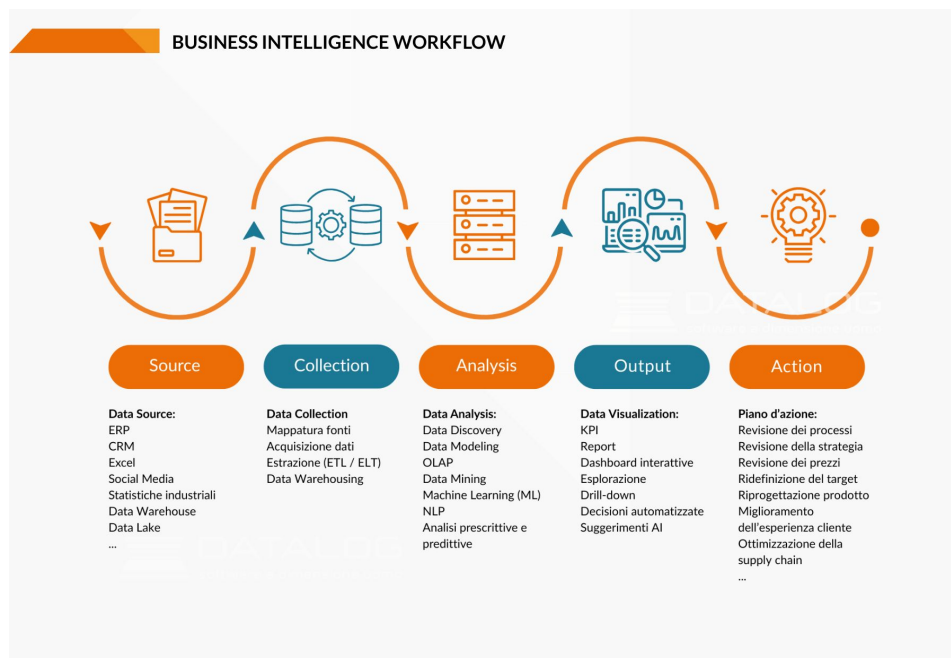 BUSINESS INTELLIGENCE WORKFLOW
Source
Collection
Analysis
Output
Action
Data Source:
ERP
CRM
Excel
Social Media
Statistiche industriali
Data Warehouse
Data Lake
...
Data Collection
Mappatura fonti
Acquisizione dati
Estrazione (ETL / ELT)
Data Warehousing
Data Analysis:
Data Discovery
Data Modeling
OLAP
Data Mining
Machine Learning (ML)
NLP
Analisi prescrittive e
predittive
Data Visualization:
KPI
Report
Dashboard interattive
Esplorazione
Drill-down
Decisioni automatizzate
Suggerimenti AI
Piano d'azione:
Revisione dei processi
Revisione della strategia
Revisione dei prezzi
Ridefinizione del target
Riprogettazione prodotto
Miglioramento
dell'esperienza cliente
Ottimizzazione della
supply chain
...
DATALOG
DATALOG